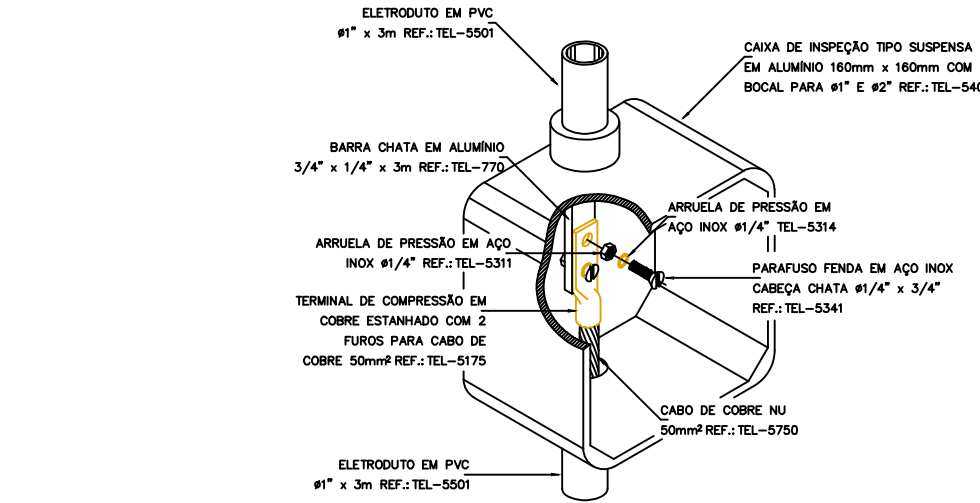 ELETRODUTO EM PVC
ø1" x 3m REF.:TEL-5501
CAIXA DE INSPEÇÃO TIPO SUSPENSA
EM ALUMÍNIO 160mm x 160mm COM
BOCAL PARA ø1" E ø2" REF.:
BARRA CHATA EM ALUMÍNIO
3/4" x 1/4" x 3m REF.:TEL-770
ARRUELA DE PRESSÃO EM
AÇO INOX ø1/4" TEL-5314
ARRUELA DE PRESSÃO EM AÇO
INOX ø1/4" REF.:TEL-5311
PARAFUSO FENDA EM AÇO INOX
CABEÇA CHATA ø1/4" x 3/4"
REF.:TEL-5341
TERMINAL DE COMPRESSÃO EM
COBRE ESTANHADO COM 2
FUROS PARA CABO DE
COBRE 50mm² REF.:TEL-5175
CABO DE COBRE NU
50mm² REF.:TEL-5750
ELETRODUTO EM PVC
ø1" x 3m REF.:TEL-5501